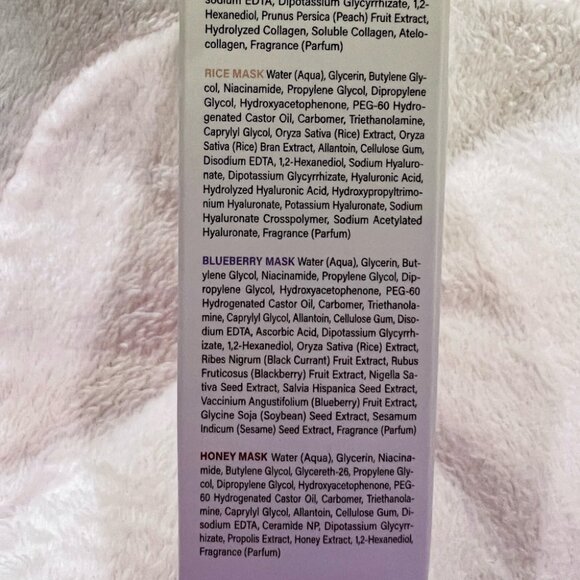 sodium EDTA, Dipotassium Glycyrrhizate, 1,2-
Hexanediol, Prunus Persica (Peach) Fruit Extract,
Hydrolyzed Collagen, Soluble Collagen, Atelo-
collagen, Fragrance (Parfum)
RICE MASK Water (Aqua), Glycerin, Butylene Gly-
col, Niacinamide, Propylene Glycol, Dipropylene
Glycol, Hydroxyacetophenone, PEG-60 Hydro-
genated Castor Oil, Carbomer, Triethanolamine,
Caprylyl Glycol, Oryza Sativa (Rice) Extract, Oryza
Sativa (Rice) Bran Extract, Allantoin, Cellulose Gum,
Disodium EDTA, 1,2-Hexanediol, Sodium Hyaluro-
nate, Dipotassium Glycyrrhizate, Hyaluronic Acid,
Hydrolyzed Hyaluronic Acid, Hydroxypropyltrimo-
nium Hyaluronate, Potassium Hyaluronate, Sodium
Hyaluronate Crosspolymer, Sodium Acetylated
Hyaluronate, Fragrance (Parfum)
BLUEBERRY MASK Water (Aqua), Glycerin, But-
ylene Glycol, Niacinamide, Propylene Glycol, Dip-
ropylene Glycol, Hydroxyacetophenone, PEG-60
Hydrogenated Castor Oil, Carbomer, Triethanola-
mine, Caprylyl Glycol, Allantoin, Cellulose Gum, Diso-
dium EDTA, Ascorbic Acid, Dipotassium Glycyrrh-
izate, 1,2-Hexanediol, Oryza Sativa (Rice) Extract,
Ribes Nigrum (Black Currant) Fruit Extract, Rubus
Fruticosus (Blackberry) Fruit Extract, Nigella Sa-
tiva Seed Extract, Salvia Hispanica Seed Extract,
Vaccinium Angustifolium (Blueberry) Fruit Extract,
Glycine Soja (Soybean) Seed Extract, Sesamum
Indicum (Sesame) Seed Extract, Fragrance (Parfum)
HONEY MASK Water (Aqua), Glycerin, Niacina-
mide, Butylene Glycol, Glycereth-26, Propylene Gly-
col, Dipropylene Glycol, Hydroxyacetophenone, PEG-
60 Hydrogenated Castor Oil, Carbomer, Triethanola-
mine, Caprylyl Glycol, Allantoin, Cellulose Gum, Di-
sodium EDTA, Ceramide NP, Dipotassium Glycyrr-
hizate, Propolis Extract, Honey Extract, 1,2-Hexanediol,
Fragrance (Parfum)